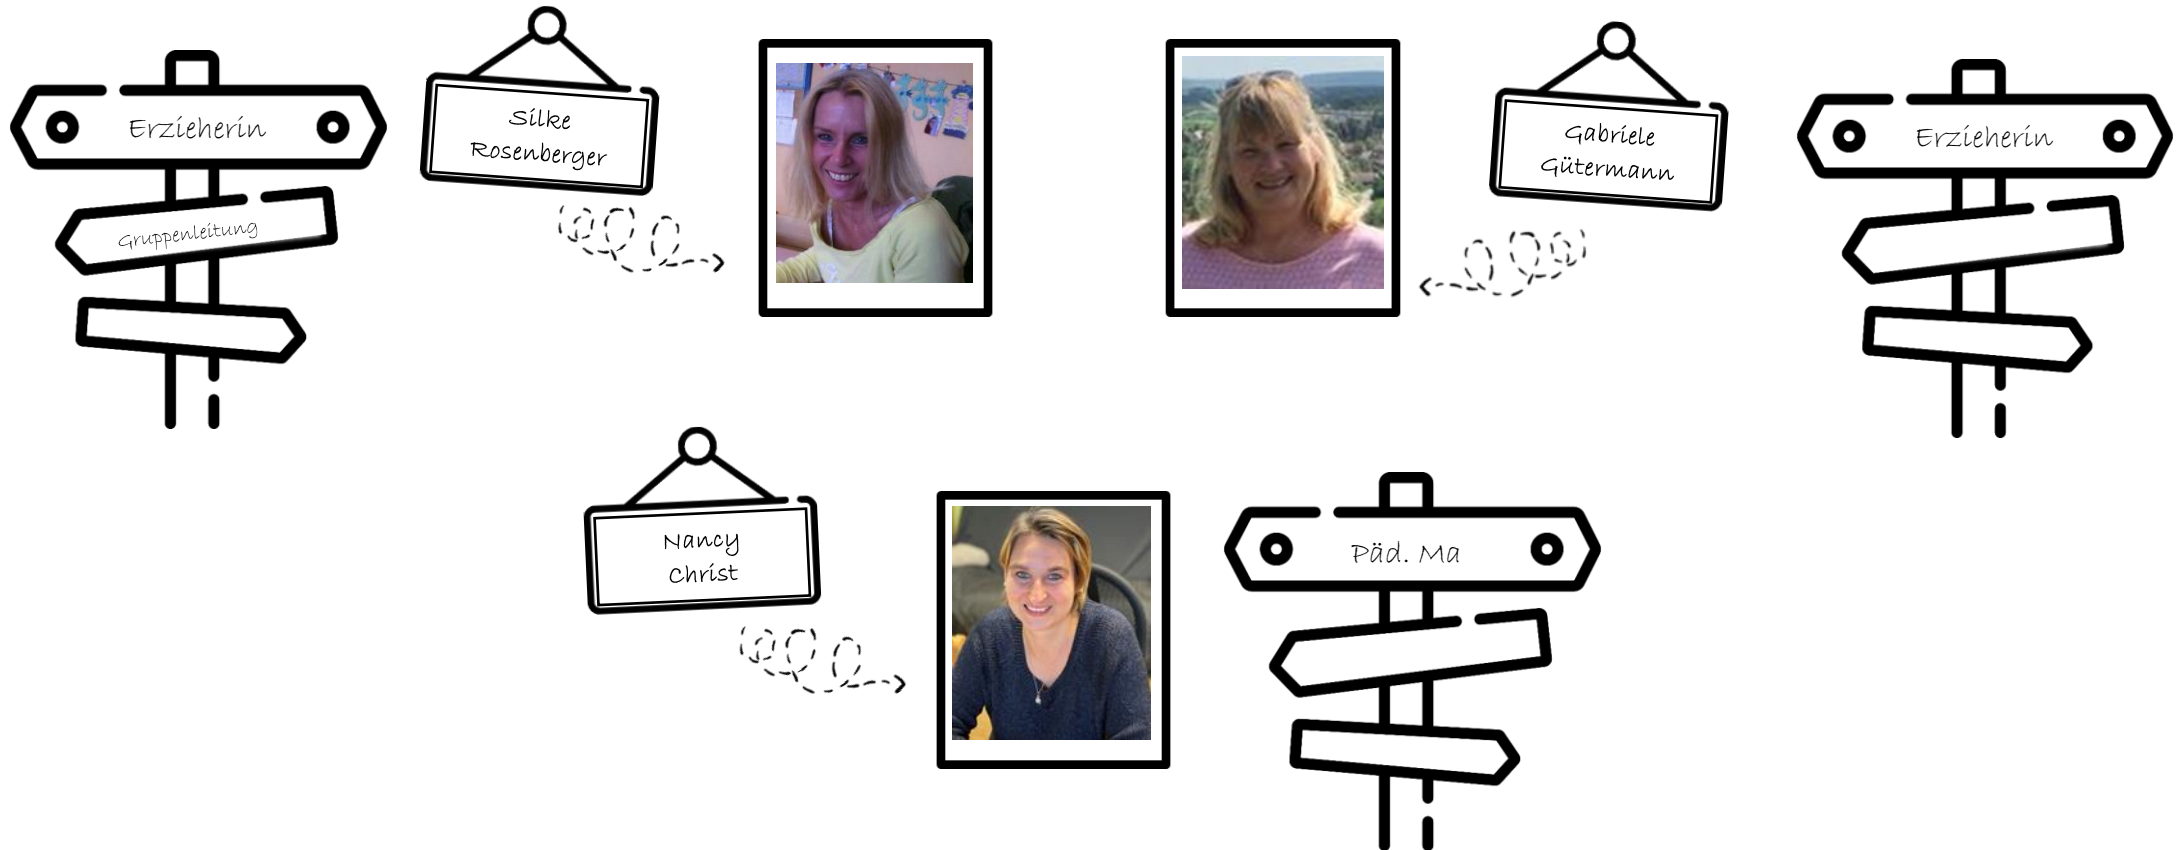 Erzieherin
Gruppenleitung
Silke
Rosenberger
Gabriele
Gütermann
Erzieherin
Nancy
Christ
Päd. Ma